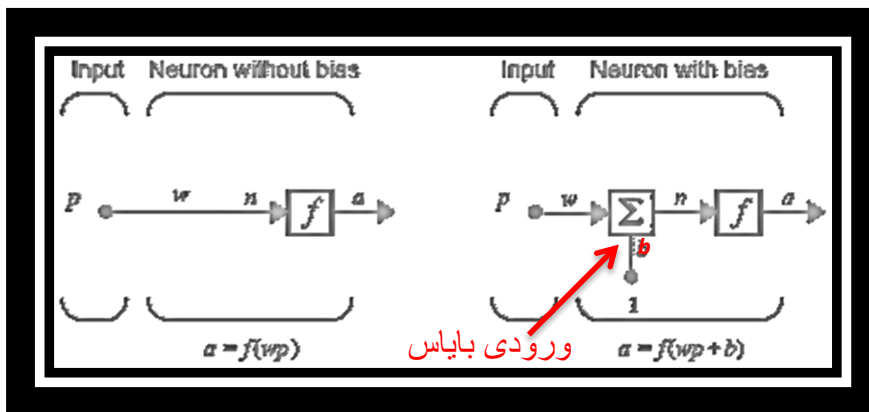 Input Neuron without bias
p w n f a
a = f(wp)
Input Neuron with bias
p w Σ n f a
b
1
ورودی بایاس
a = f(wp + b)